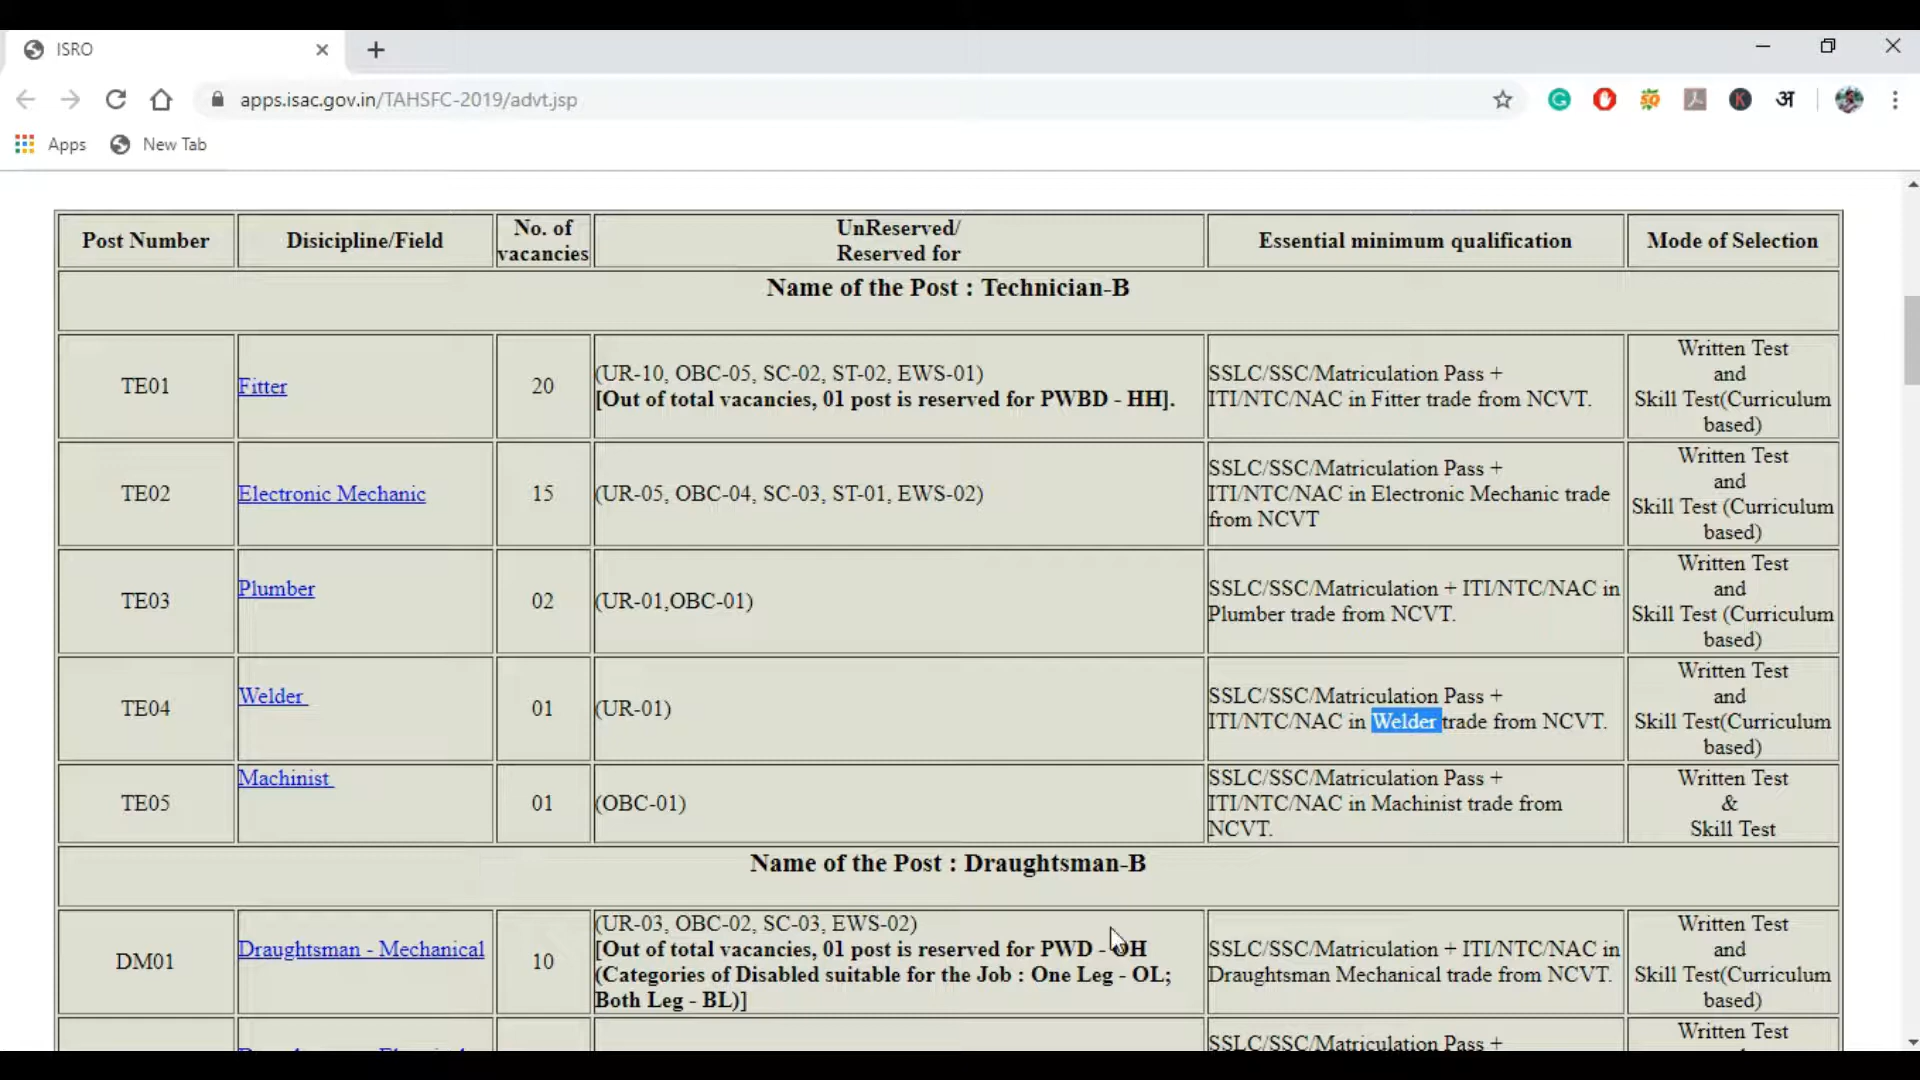 ISRO
apps.isac.gov.in/TAHSFC-2019/advt.jsp
Apps New Tab
Post Number Disicipline/Field No. of vacancies UnReserved/ Reserved for Essential minimum qualification Mode of Selection
Name of the Post : Technician-B
TE01
Fitter
20
(UR-10, OBC-05, SC-02, ST-02, EWS-01)
[Out of total vacancies, 01 post is reserved for PWBD - HH].
SSLC/SSC/Matriculation Pass +
ITI/NTC/NAC in Fitter trade from NCVT.
Written Test
and
Skill Test(Curriculum
based)
TE02
Electronic Mechanic
15
(UR-05, OBC-04, SC-03, ST-01, EWS-02)
SSLC/SSC/Matriculation Pass +
ITI/NTC/NAC in Electronic Mechanic trade
from NCVT
Written Test
and
Skill Test (Curriculum
based)
TE03
Plumber
02
(UR-01,OBC-01)
SSLC/SSC/Matriculation + ITI/NTC/NAC in
Plumber trade from NCVT.
Written Test
and
Skill Test (Curriculum
based)
TE04
Welder
01
(UR-01)
SSLC/SSC/Matriculation Pass +
ITI/NTC/NAC in Welder trade from NCVT.
Written Test
and
Skill Test(Curriculum
based)
TE05
Machinist
01
(OBC-01)
SSLC/SSC/Matriculation Pass +
ITI/NTC/NAC in Machinist trade from
NCVT.
Written Test
&
Skill Test
Name of the Post : Draughtsman-B
DM01
Draughtsman - Mechanical
10
(UR-03, OBC-02, SC-03, EWS-02)
[Out of total vacancies, 01 post is reserved for PWD - OH
(Categories of Disabled suitable for the Job : One Leg - OL;
Both Leg - BL)]
SSLC/SSC/Matriculation + ITI/NTC/NAC in
Draughtsman Mechanical trade from NCVT.
Written Test
and
Skill Test(Curriculum
based)
SSLC/SSC/Matriculation Pass +
Written Test